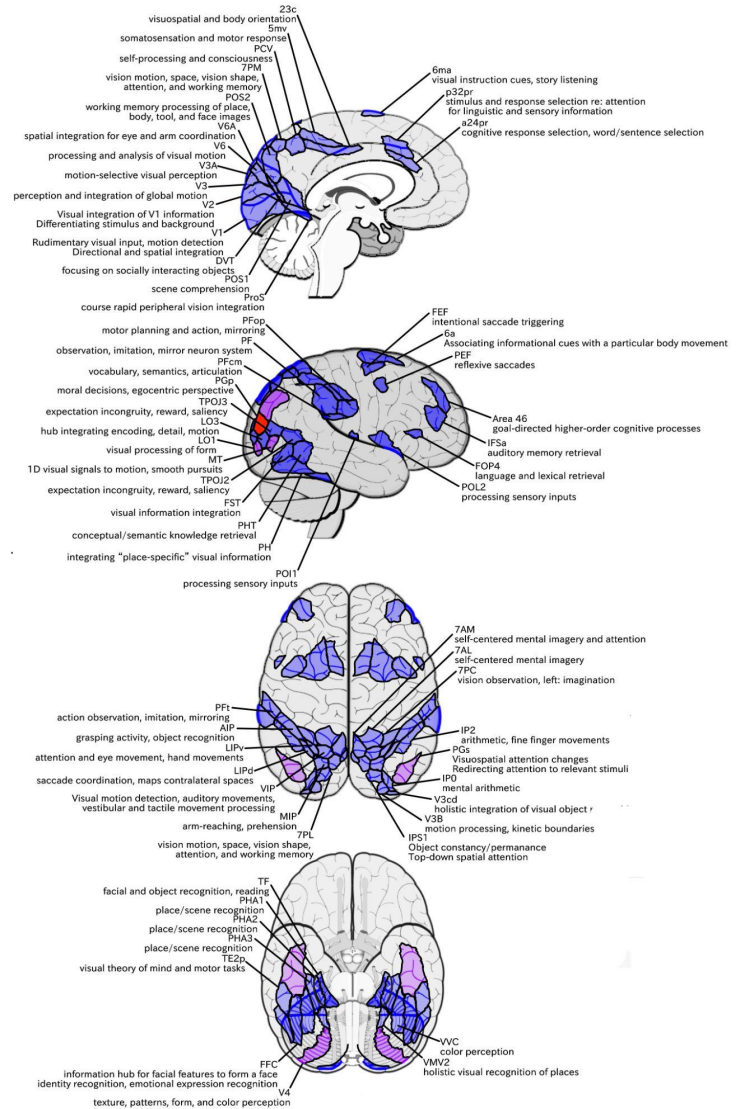 23c
visuospatial and body orientation
5mv
somatosensation and motor response
PCV
self-processing and consciousness
7PM
vision motion, space, vision shape,
attention, and working memory
POS2
working memory processing of place,
body, tool, and face images
V6A
spatial integration for eye and arm coordination
V6
processing and analysis of visual motion
V3A
motion-selective visual perception
V3
perception and integration of global motion
V2
Visual integration of V1 information
Differentiating stimulus and background
V1
Rudimentary visual input, motion detection
Directional and spatial integration
DVT
focusing on socially interacting objects
POS1
scene comprehension
ProS
course rapid peripheral vision integration
6ma
visual instruction cues, story listening
p32pr
stimulus and response selection re: attention
for linguistic and sensory information
a24pr
cognitive response selection, word/sentence selection
PFop
motor planning and action, mirroring
PF
observation, imitation, mirror neuron system
PFcm
vocabulary, semantics, articulation
PGp
moral decisions, egocentric perspective
TPOJ3
expectation incongruity, reward, saliency
LO3
hub integrating encoding, detail, motion
LO1
visual processing of form
MT
1D visual signals to motion, smooth pursuits
TPOJ2
expectation incongruity, reward, saliency
FST
visual information integration
PHT
conceptual/semantic knowledge retrieval
PH
integrating “place-specific” visual information
POI1
processing sensory inputs
FEF
intentional saccade triggering
6a
Associating informational cues with a particular body movement
PEF
reflexive saccades
Area 46
goal-directed higher-order cognitive processes
IFSa
auditory memory retrieval
FOP4
language and lexical retrieval
POL2
processing sensory inputs
7AM
self-centered mental imagery and attention
7AL
self-centered mental imagery
7PC
vision observation, left: imagination
PFt
action observation, imitation, mirroring
AIP
grasping activity, object recognition
LIPv
attention and eye movement, hand movements
LIPd
saccade coordination, maps contralateral spaces
VIP
Visual motion detection, auditory movements,
vestibular and tactile movement processing
MIP
arm-reaching, prehension
7PL
vision motion, space, vision shape,
attention, and working memory
IP2
arithmetic, fine finger movements
PGs
Visuospatial attention changes
Redirecting attention to relevant stimuli
IP0
mental arithmetic
V3cd
holistic integration of visual object
V3B
motion processing, kinetic boundaries
IPS1
Object constancy/permanance
Top-down spatial attention
TF
facial and object recognition, reading
PHA1
place/scene recognition
PHA2
place/scene recognition
PHA3
place/scene recognition
TE2p
visual theory of mind and motor tasks
FFC
information hub for facial features to form a face
identity recognition, emotional expression recognition
V4
texture, patterns, form, and color perception
VVC
color perception
VMV2
holistic visual recognition of places